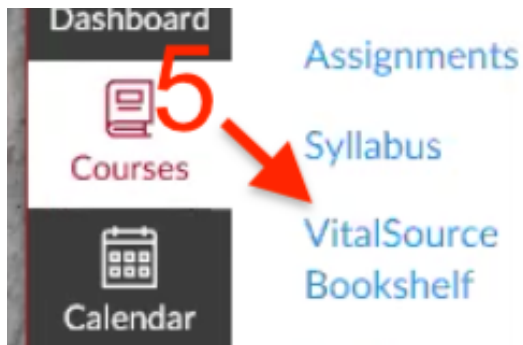 Dashboard
5
Courses
Calendar
Assignments
Syllabus
VitalSource
Bookshelf